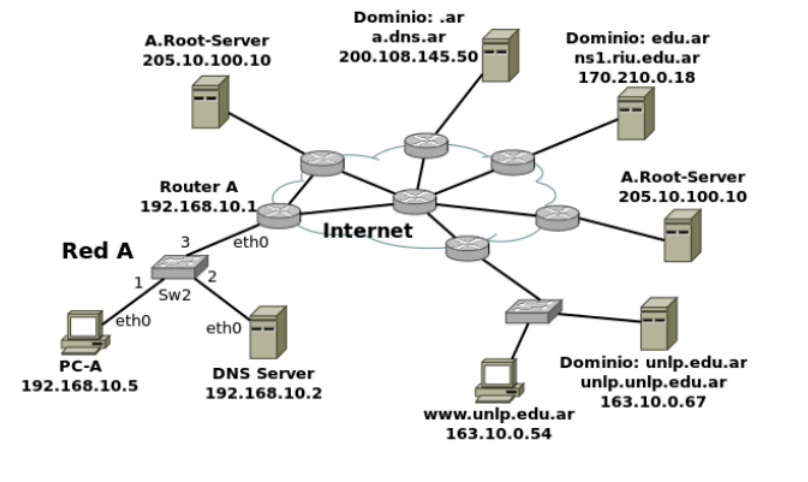 Dominio: .ar
a.dns.ar
200.108.145.50
A.Root-Server
205.10.100.10
Dominio: edu.ar
ns1.riu.edu.ar
170.210.0.18
A.Root-Server
205.10.100.10
Router A
192.168.10.1
Internet
Red A
3
eth0
1
2
Sw2
eth0
eth0
PC-A
192.168.10.5
DNS Server
192.168.10.2
Dominio: unlp.edu.ar
unlp.unlp.edu.ar
163.10.0.67
www.unlp.edu.ar
163.10.0.54